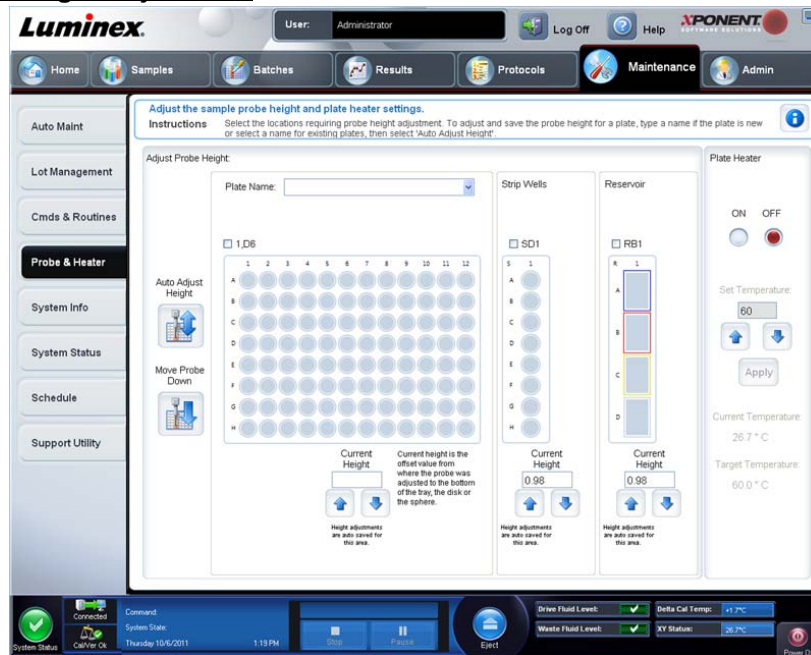 Luminex.
User: Administrator
Log Off
Help
XPONENT.
SOFTWARE SOLUTIONS
Home
Samples
Batches
Results
Protocols
Maintenance
Admin
Auto Maint
Lot Management
Cmds & Routines
Probe & Heater
System Info
System Status
Schedule
Support Utility
Adjust the sample probe height and plate heater settings.
Instructions Select the locations requiring probe height adjustment. To adjust and save the probe height for a plate, type a name if the plate is new
or select a name for existing plates, then select 'Auto Adjust Height'.
Adjust Probe Height:
Plate Name:
1,D6
1 2 3 4 5 6 7 8 9 10 11 12
A
B
C
D
E
F
G
H
Auto Adjust
Height
Move Probe
Down
Current
Height
Current height is the
offset value from
where the probe was
adjusted to the bottom
of the tray, the disk or
the sphere.
Height adjustments
are auto saved for
this area.
Strip Wells
SD1
S 1
A
B
C
D
E
F
G
H
Current
Height
0.98
Height adjustments
are auto saved for
this area.
Reservoir
RB1
R 1
A
B
C
D
Current
Height
0.98
Height adjustments
are auto saved for
this area.
Plate Heater
ON OFF
Set Temperature:
60
Apply
Current Temperature:
26.7 ° C
Target Temperature:
60.0 ° C
System Status
Connected
Cal/Ver Ok
Command:
System State:
Thursday 10/6/2011 1:19 PM
Stop
Pause
Eject
Drive Fluid Level:
Waste Fluid Level:
Delta Cal Temp: +1.7°C
XY Status: 26.7°C